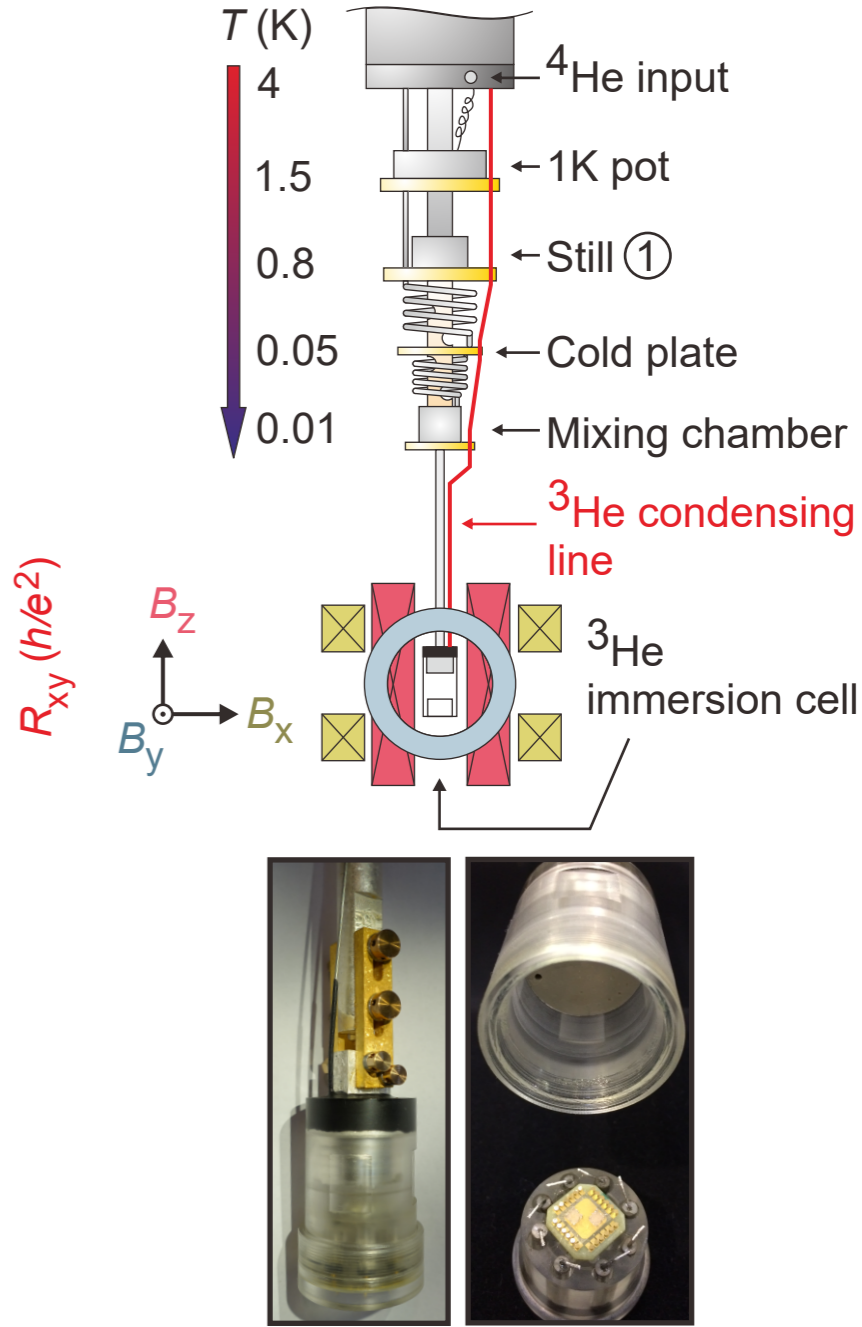 T (K)
4
⁴He input
1.5
1K pot
0.8
Still ①
0.05
Cold plate
0.01
Mixing chamber
³He condensing
line
R_xy (h/e²)
B_z
B_y
B_x
³He
immersion cell